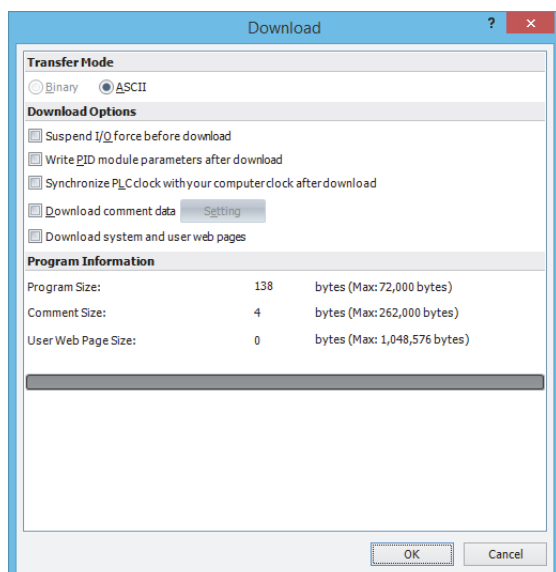 Download
?
×
Transfer Mode
Binary ASCII
Download Options
Suspend I/O force before download
Write PID module parameters after download
Synchronize PLC clock with your computer clock after download
Download comment data Setting
Download system and user web pages
Program Information
Program Size: 138 bytes (Max: 72,000 bytes)
Comment Size: 4 bytes (Max: 262,000 bytes)
User Web Page Size: 0 bytes (Max: 1,048,576 bytes)
OK Cancel